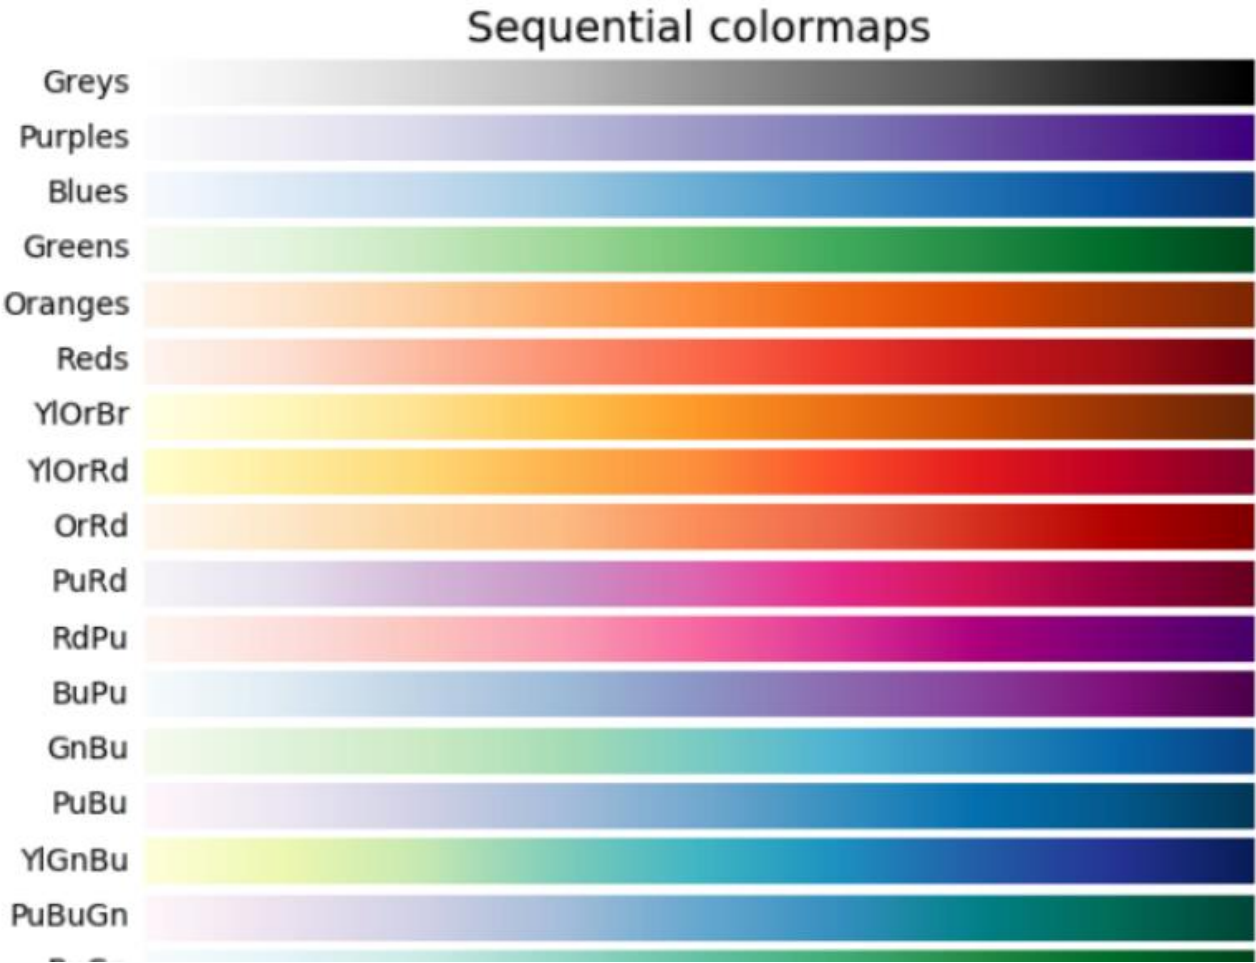 Sequential colormaps
Greys
Purples
Blues
Greens
Oranges
Reds
YlOrBr
YlOrRd
OrRd
PuRd
RdPu
BuPu
GnBu
PuBu
YlGnBu
PuBuGn